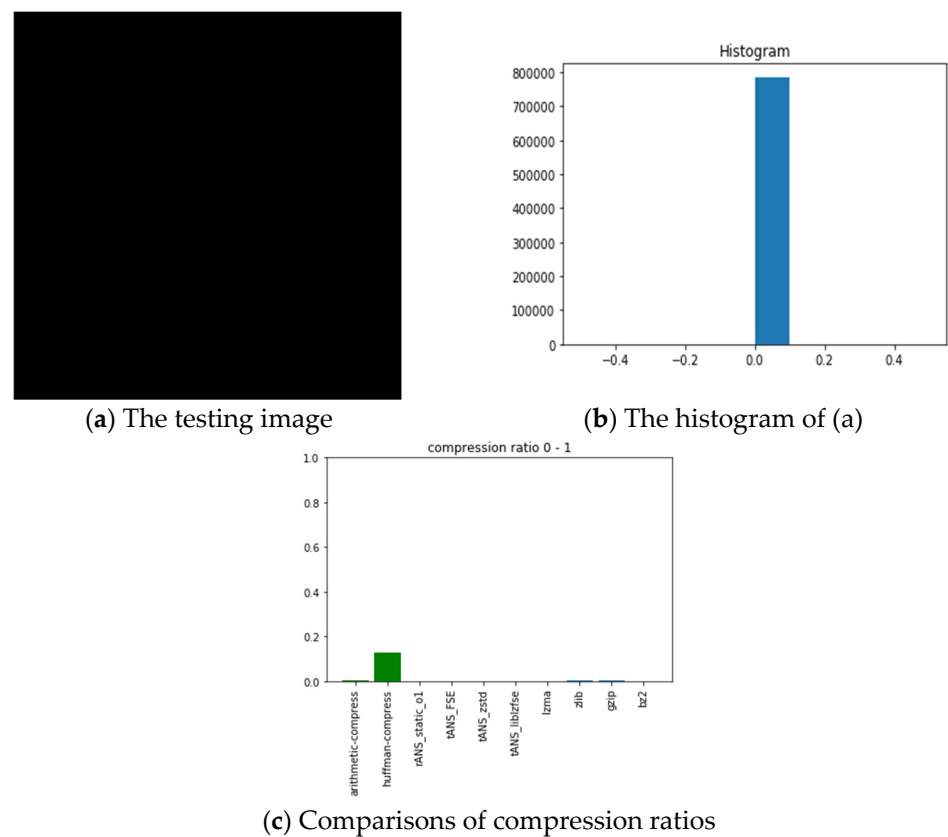 Histogram
800000
700000
600000
500000
400000
300000
200000
100000
0
−0.4 −0.2 0.0 0.2 0.4
(a) The testing image
(b) The histogram of (a)
compression ratio 0 - 1
1.0
0.8
0.6
0.4
0.2
0.0
arithmetic-compress
huffman-compress
rANS_static_o1
tANS_FSE
tANS_zstd
tANS_liblzfse
lzma
zlib
gzip
bz2
(c) Comparisons of compression ratios